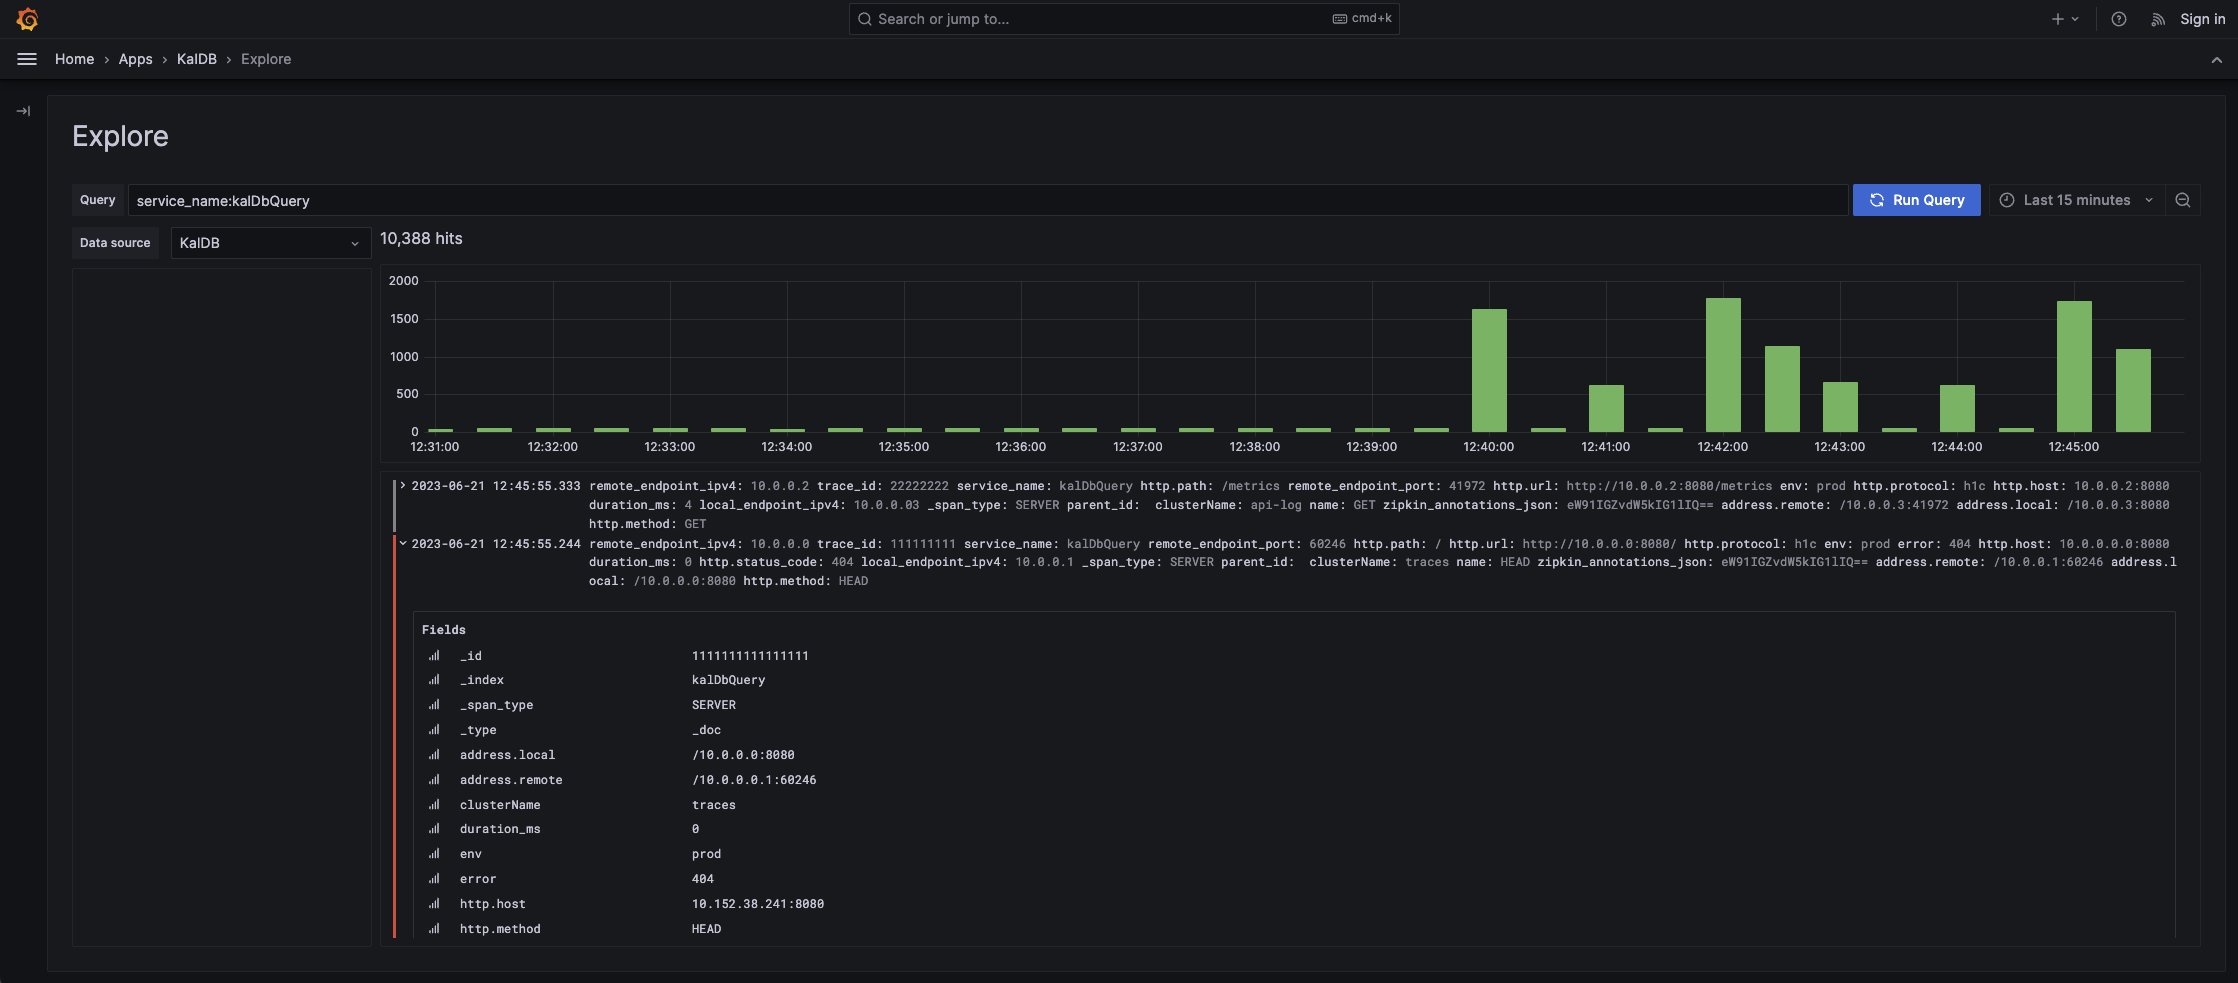 Search or jump to... cmd+k Sign in
Home › Apps › KalDB › Explore
Explore
Query service_name:kalDbQuery Run Query Last 15 minutes
Data source KalDB 10,388 hits
2000
1500
1000
500
0
12:31:00 12:32:00 12:33:00 12:34:00 12:35:00 12:36:00 12:37:00 12:38:00 12:39:00 12:40:00 12:41:00 12:42:00 12:43:00 12:44:00 12:45:00
2023-06-21 12:45:55.333 remote_endpoint_ipv4: 10.0.0.2 trace_id: 22222222 service_name: kalDbQuery http.path: /metrics remote_endpoint_port: 41972 http.url: http://10.0.0.2:8080/metrics env: prod http.protocol: h1c http.host: 10.0.0.2:8080
duration_ms: 4 local_endpoint_ipv4: 10.0.0.03 _span_type: SERVER parent_id: clusterName: api-log name: GET zipkin_annotations_json: eW91IGZvdW5kIG1lIQ== address.remote: /10.0.0.3:41972 address.local: /10.0.0.3:8080
http.method: GET
2023-06-21 12:45:55.244 remote_endpoint_ipv4: 10.0.0.0 trace_id: 111111111 service_name: kalDbQuery remote_endpoint_port: 60246 http.path: / http.url: http://10.0.0.0:8080/ http.protocol: h1c env: prod error: 404 http.host: 10.0.0.0.0:8080
duration_ms: 0 http.status_code: 404 local_endpoint_ipv4: 10.0.0.1 _span_type: SERVER parent_id: clusterName: traces name: HEAD zipkin_annotations_json: eW91IGZvdW5kIG1lIQ== address.remote: /10.0.0.1:60246 address.l
ocal: /10.0.0.0:8080 http.method: HEAD
Fields
_id 1111111111111111
_index kalDbQuery
_span_type SERVER
_type _doc
address.local /10.0.0.0:8080
address.remote /10.0.0.0.1:60246
clusterName traces
duration_ms 0
env prod
error 404
http.host 10.152.38.241:8080
http.method HEAD